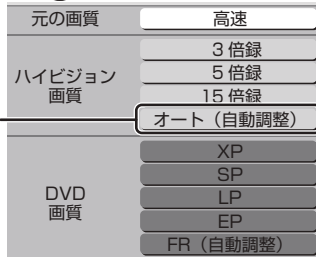 元の画質
高速
ハイビジョン
画質
3 倍録
5 倍録
15 倍録
オート（自動調整）
DVD
画質
XP
SP
LP
EP
FR（自動調整）